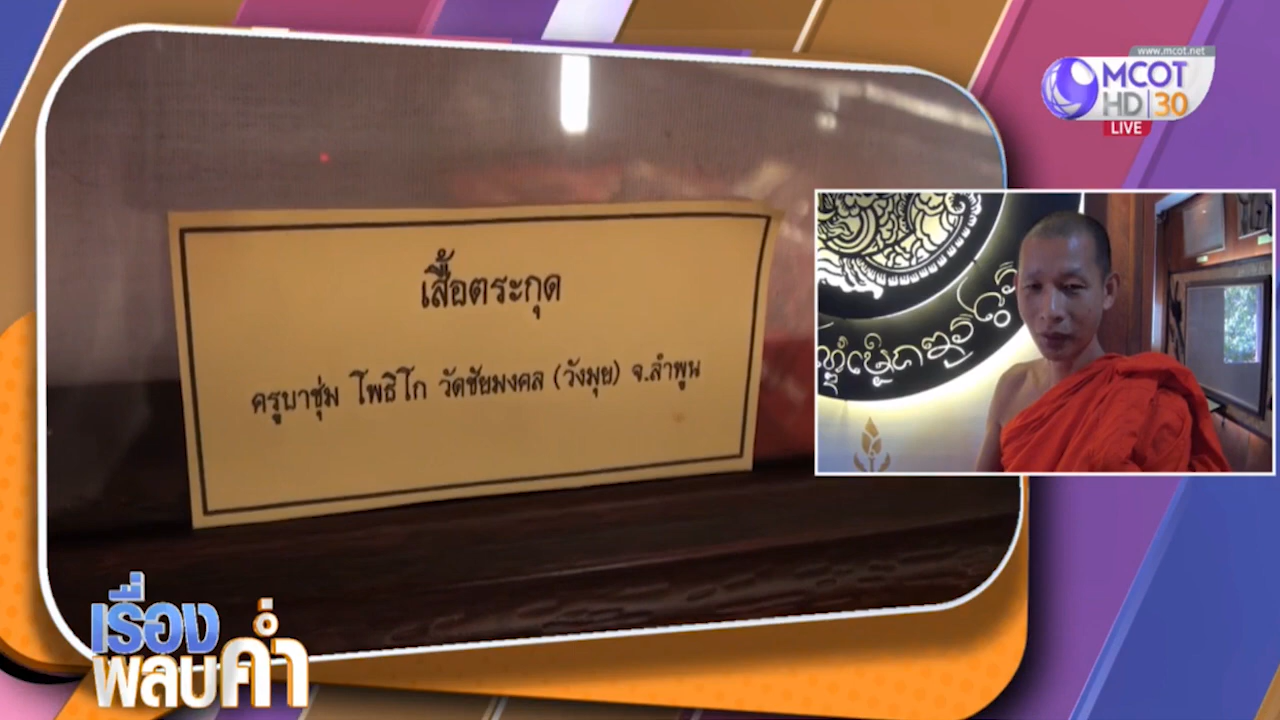 เสื้อตระกุด
ครูบาชุ่ม โพธิโก วัดชัยมงคล (วังมุย) จ.ลำพูน
www.mcot.net
MCOT
HD 30
LIVE
เรื่อง
พลบค่ำ